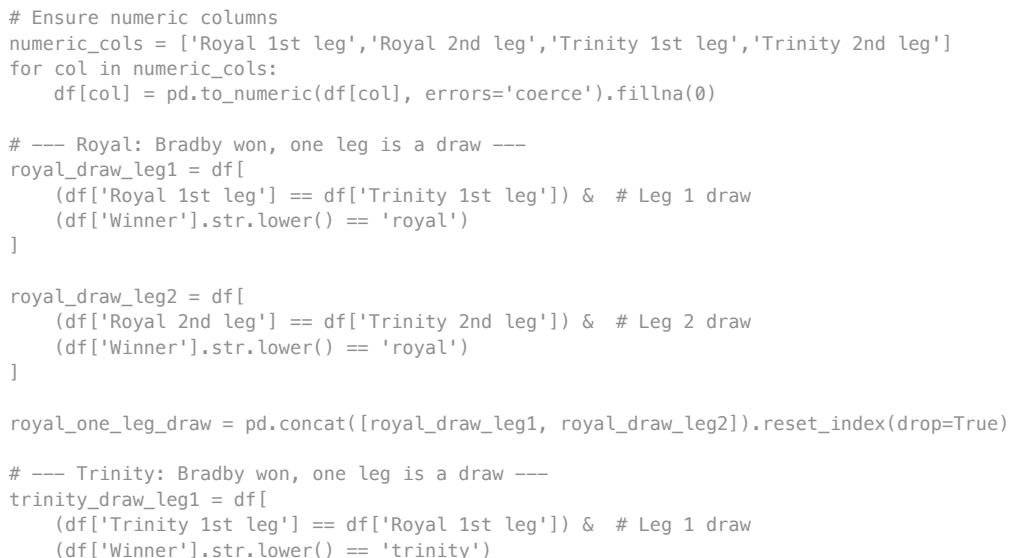 # Ensure numeric columns
numeric_cols = ['Royal 1st leg','Royal 2nd leg','Trinity 1st leg','Trinity 2nd leg']
for col in numeric_cols:
    df[col] = pd.to_numeric(df[col], errors='coerce').fillna(0)

# --- Royal: Bradby won, one leg is a draw ---
royal_draw_leg1 = df[
    (df['Royal 1st leg'] == df['Trinity 1st leg']) &  # Leg 1 draw
    (df['Winner'].str.lower() == 'royal')
]

royal_draw_leg2 = df[
    (df['Royal 2nd leg'] == df['Trinity 2nd leg']) &  # Leg 2 draw
    (df['Winner'].str.lower() == 'royal')
]

royal_one_leg_draw = pd.concat([royal_draw_leg1, royal_draw_leg2]).reset_index(drop=True)

# --- Trinity: Bradby won, one leg is a draw ---
trinity_draw_leg1 = df[
    (df['Trinity 1st leg'] == df['Royal 1st leg']) &  # Leg 1 draw
    (df['Winner'].str.lower() == 'trinity')